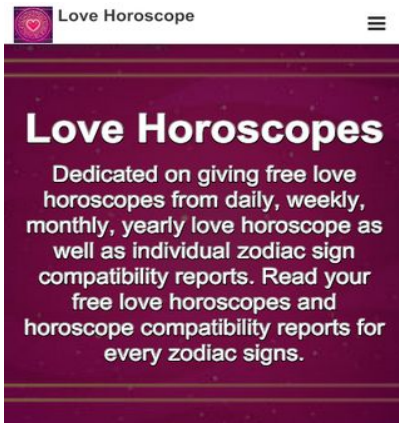 Love Horoscope
Love Horoscopes
Dedicated on giving free love
horoscopes from daily, weekly,
monthly, yearly love horoscope as
well as individual zodiac sign
compatibility reports. Read your
free love horoscopes and
horoscope compatibility reports for
every zodiac signs.